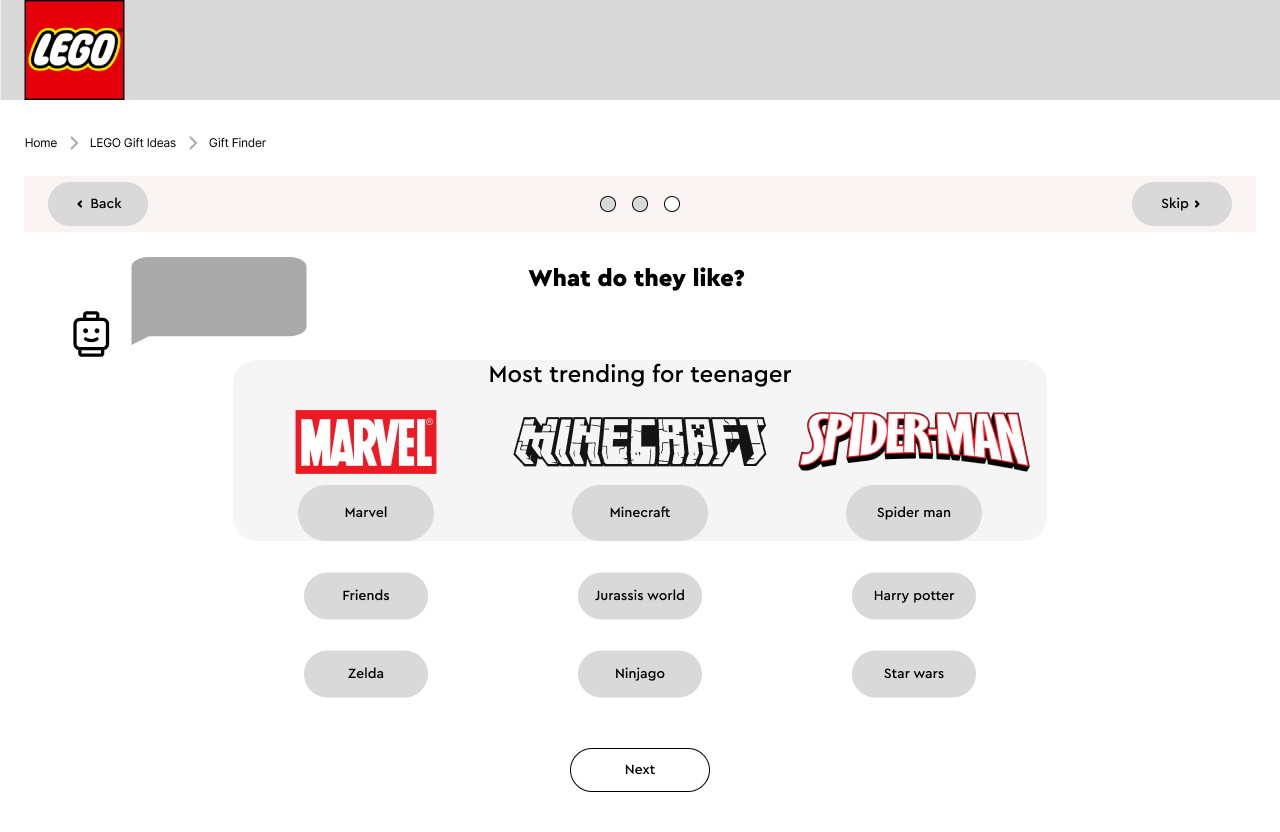 LEGO
Home > LEGO Gift Ideas > Gift Finder
‹ Back
Skip ›
What do they like?
Most trending for teenager
MARVEL® MINECRAFT SPIDER-MAN
Marvel Minecraft Spider man
Friends Jurassis world Harry potter
Zelda Ninjago Star wars
Next